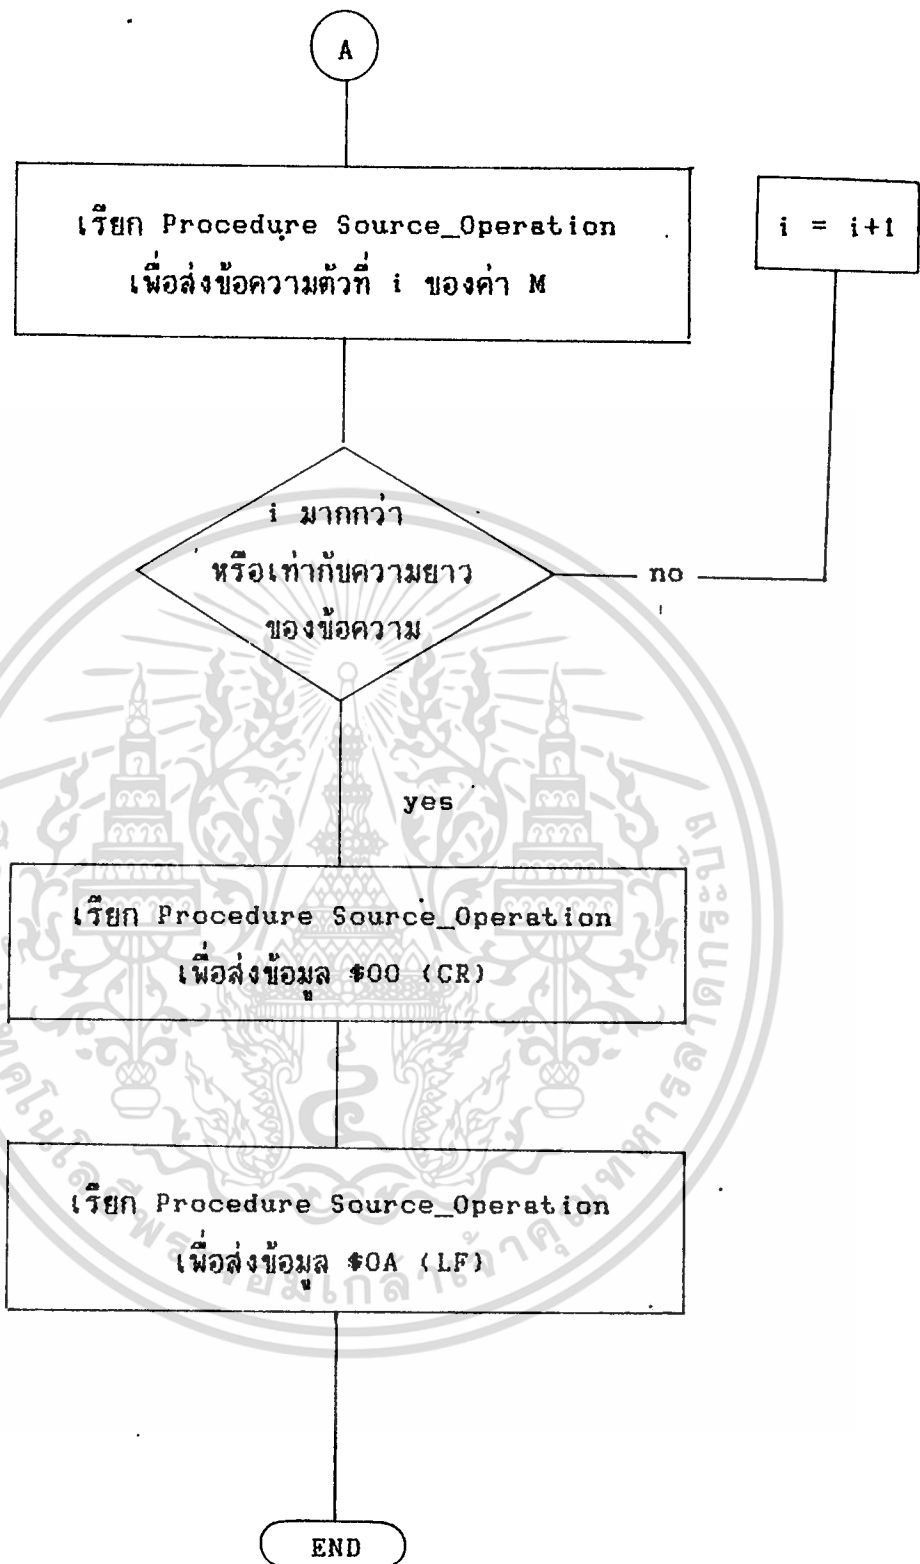 A
เรียก Procedure Source_Operation
เพื่อส่งข้อความตัวที่ i ของค่า M
i = i+1
i มากกว่า
หรือเท่ากับความยาว
ของข้อความ
no
yes
เรียก Procedure Source_Operation
เพื่อส่งข้อมูล $00 (CR)
เรียก Procedure Source_Operation
เพื่อส่งข้อมูล $0A (LF)
END